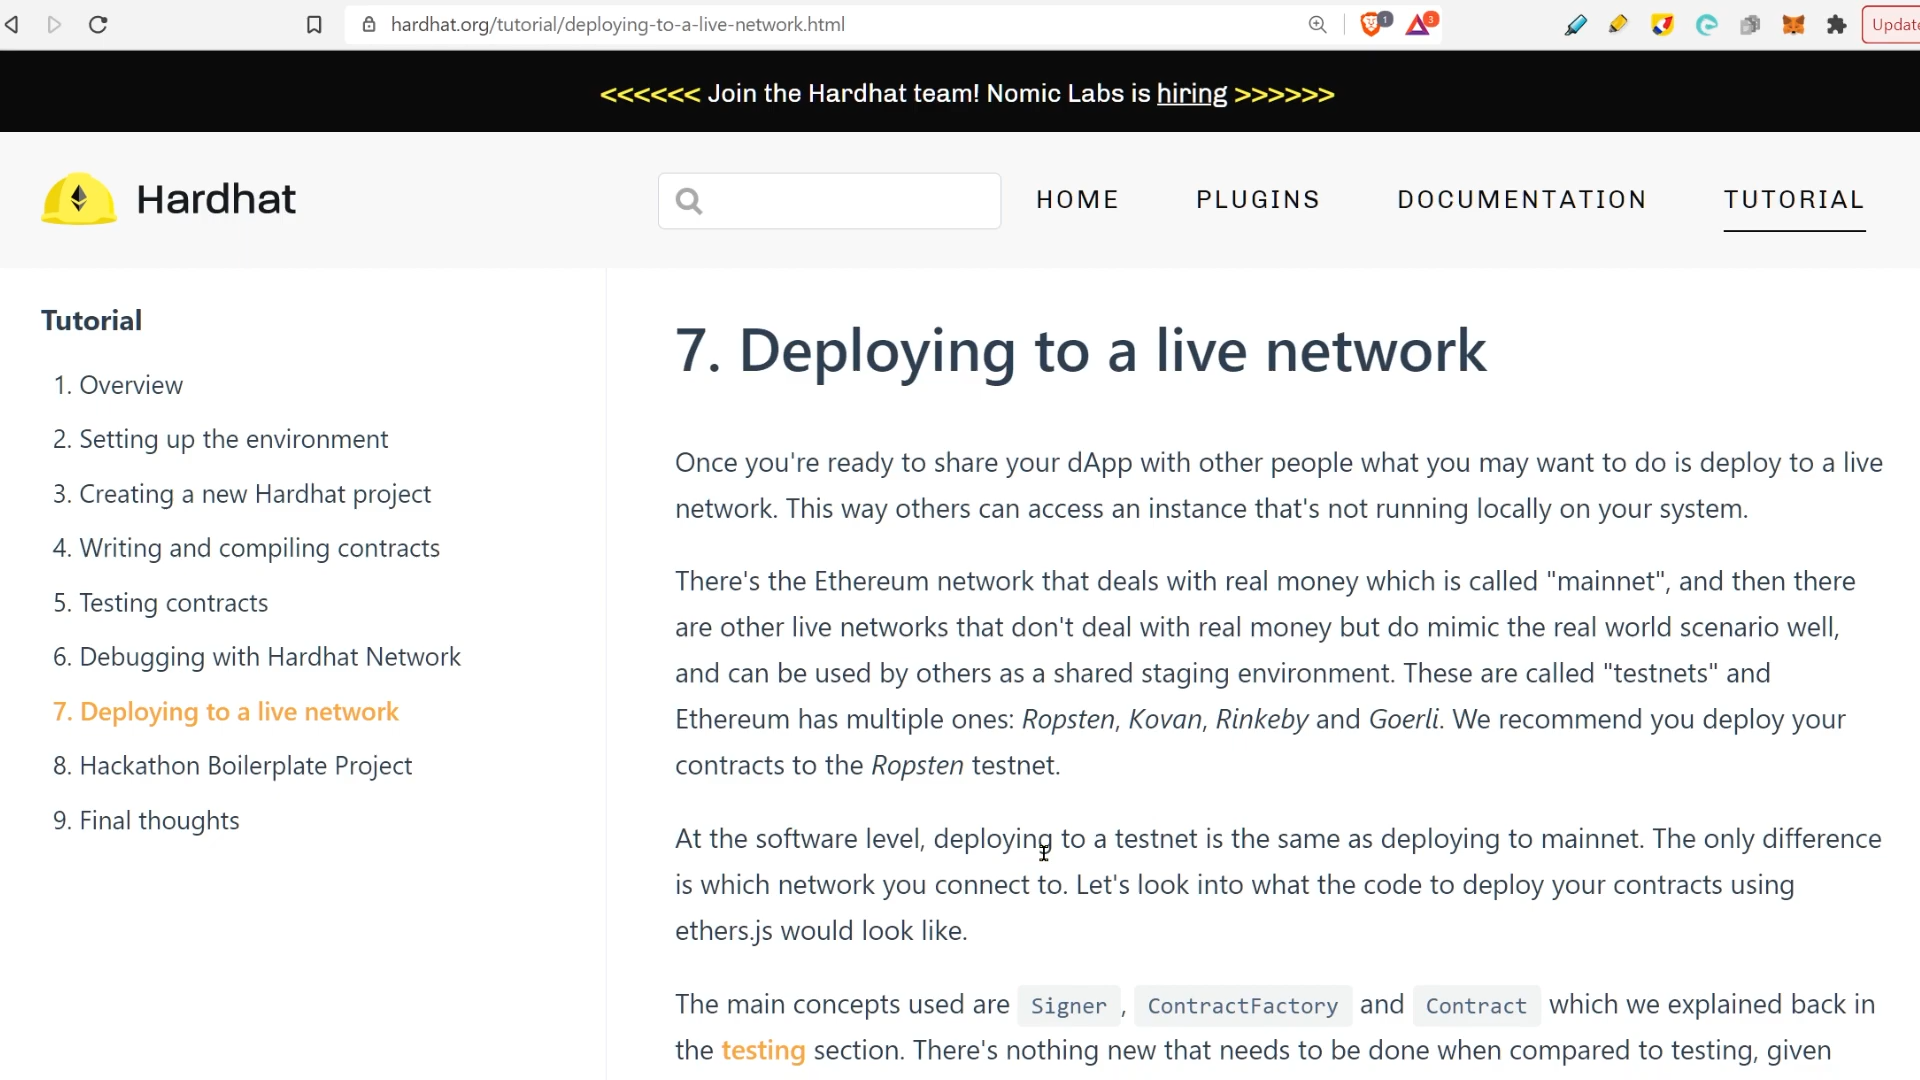 hardhat.org/tutorial/deploying-to-a-live-network.html
1
3
Update
<<<<<< Join the Hardhat team! Nomic Labs is hiring >>>>>>
Hardhat
HOME
PLUGINS
DOCUMENTATION
TUTORIAL
Tutorial
1. Overview
2. Setting up the environment
3. Creating a new Hardhat project
4. Writing and compiling contracts
5. Testing contracts
6. Debugging with Hardhat Network
7. Deploying to a live network
8. Hackathon Boilerplate Project
9. Final thoughts
7. Deploying to a live network
Once you're ready to share your dApp with other people what you may want to do is deploy to a live
network. This way others can access an instance that's not running locally on your system.
There's the Ethereum network that deals with real money which is called "mainnet", and then there
are other live networks that don't deal with real money but do mimic the real world scenario well,
and can be used by others as a shared staging environment. These are called "testnets" and
Ethereum has multiple ones: Ropsten, Kovan, Rinkeby and Goerli. We recommend you deploy your
contracts to the Ropsten testnet.
At the software level, deploying to a testnet is the same as deploying to mainnet. The only difference
is which network you connect to. Let's look into what the code to deploy your contracts using
ethers.js would look like.
The main concepts used are Signer , ContractFactory and Contract which we explained back in
the testing section. There's nothing new that needs to be done when compared to testing, given